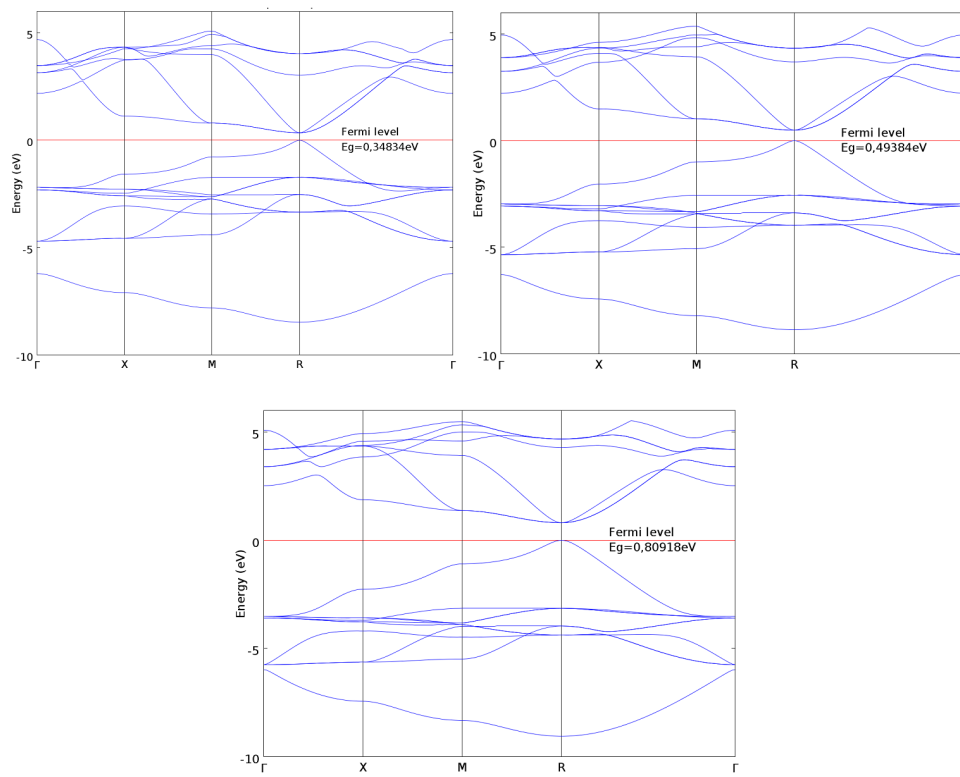 5
0
-5
-10
Energy (eV)
Fermi level
Eg=0,34834eV
Γ X M R Γ
5
0
-5
-10
Energy (eV)
Fermi level
Eg=0,49384eV
Γ X M R
5
0
-5
-10
Energy (eV)
Fermi level
Eg=0,80918eV
Γ X M R Γ